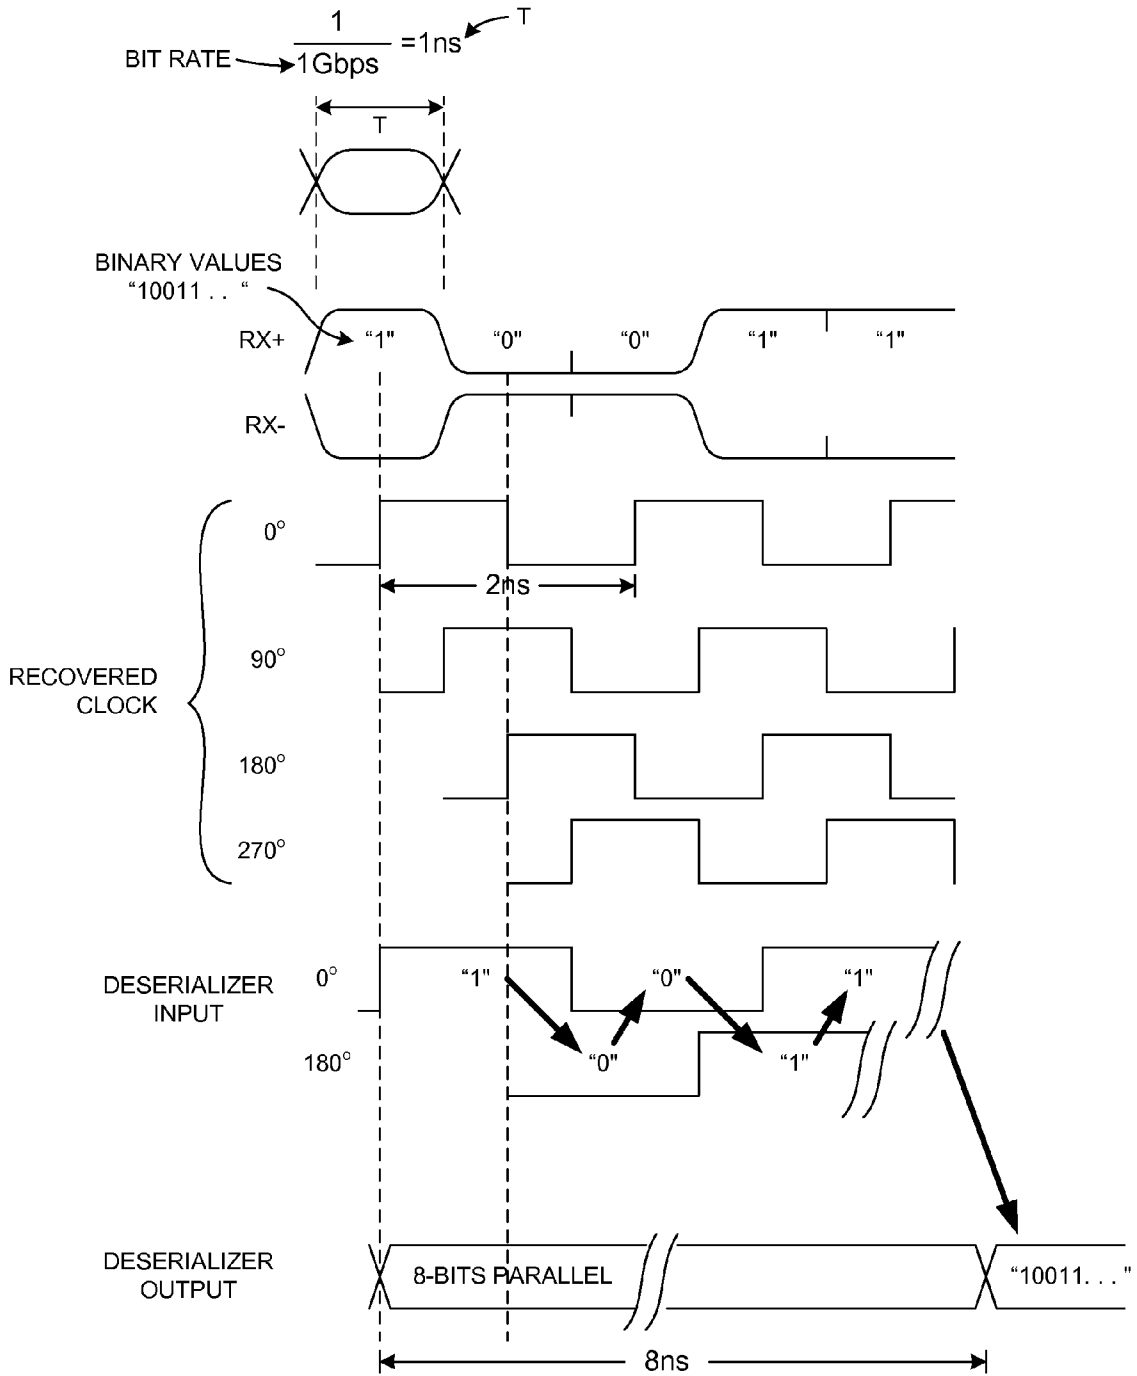 1
T
BIT RATE
1Gbps
=1ns
T
BINARY VALUES
“10011 . . “
RX+
“1"
“0"
“0"
“1"
“1"
RX-
0°
2ns
90°
RECOVERED
CLOCK
180°
270°
DESERIALIZER
INPUT
0°
“1"
“0"
“1"
180°
“0"
“1"
DESERIALIZER
OUTPUT
8-BITS PARALLEL
“10011. . . "
8ns